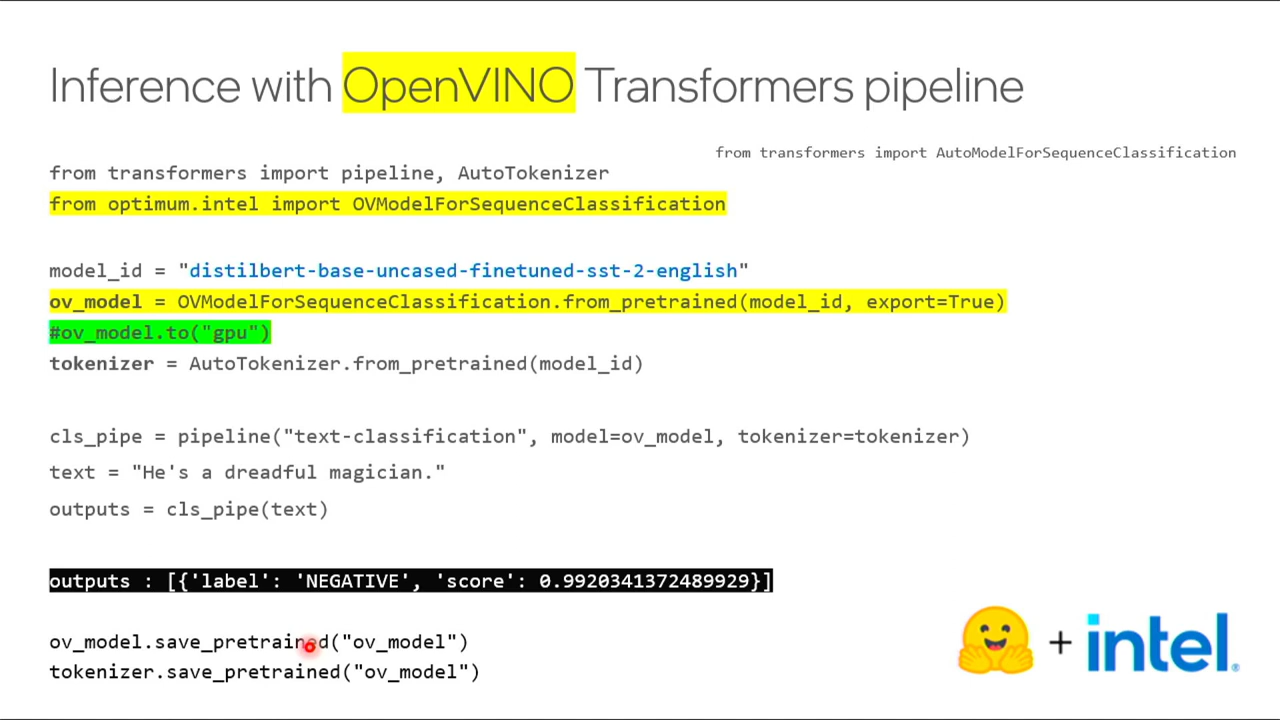 Inference with OpenVINO Transformers pipeline
from transformers import AutoModelForSequenceClassification
from transformers import pipeline, AutoTokenizer
from optimum.intel import OVModelForSequenceClassification
model_id = "distilbert-base-uncased-finetuned-sst-2-english"
ov_model = OVModelForSequenceClassification.from_pretrained(model_id, export=True)
#ov_model.to("gpu")
tokenizer = AutoTokenizer.from_pretrained(model_id)
cls_pipe = pipeline("text-classification", model=ov_model, tokenizer=tokenizer)
text = "He's a dreadful magician."
outputs = cls_pipe(text)
outputs : [{'label': 'NEGATIVE', 'score': 0.9920341372489929}]
ov_model.save_pretrained("ov_model")
tokenizer.save_pretrained("ov_model")
+ intel.